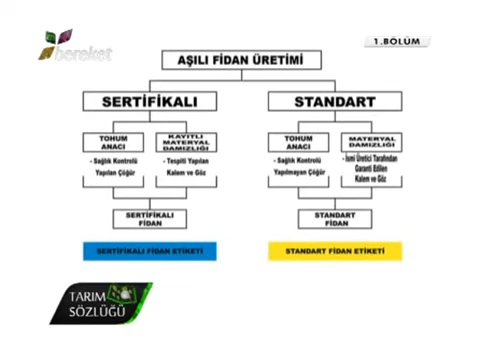 bereket
1.BÖLÜM
AŞILI FİDAN ÜRETİMİ
SERTİFİKALI
STANDART
TOHUM
ANACI
KAYITLI
MATERYAL
DAMIZLIĞI
TOHUM
ANACI
MATERYAL
DAMIZLIĞI
- Sağlık Kontrolü
Yapılan Çöğür
- Tespiti Yapılan
Kalem ve Göz
- Sağlık Kontrolü
Yapılmayan Çöğür
- İsmi Üretici Tarafından
Garanti Edilen
Kalem ve Göz
SERTİFİKALI
FİDAN
STANDART
FİDAN
SERTİFİKALI FİDAN ETİKETİ
STANDART FİDAN ETİKETİ
TARIM
SÖZLÜĞÜ